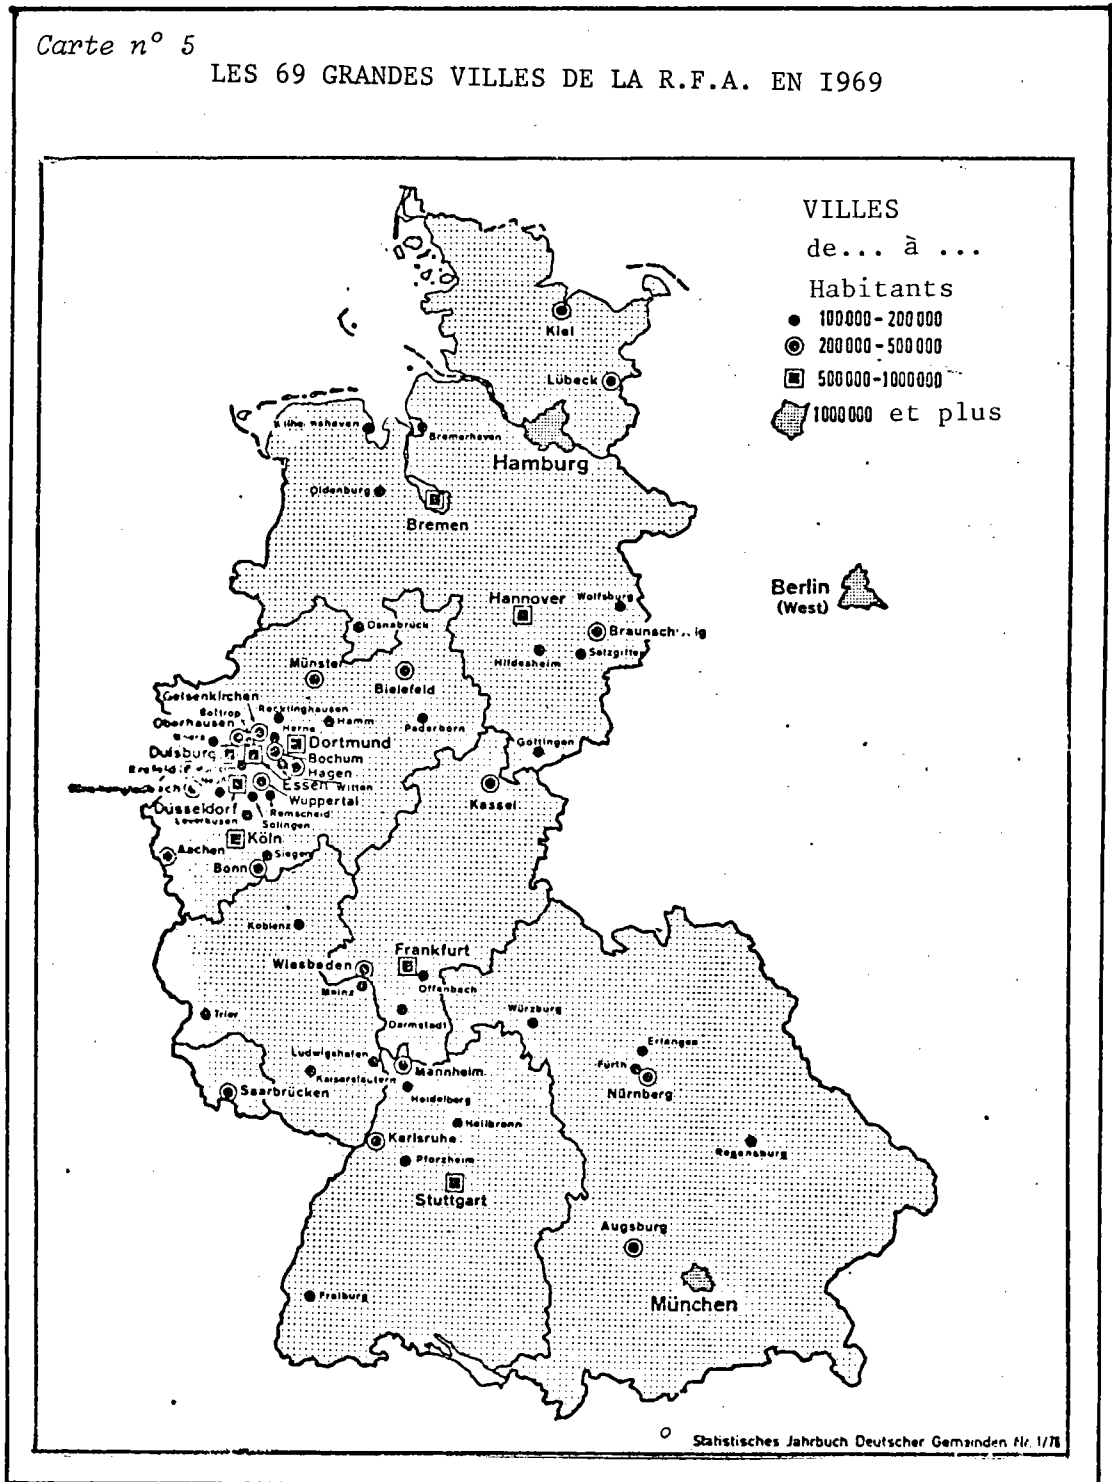 Carte n° 5
LES 69 GRANDES VILLES DE LA R.F.A. EN I969
VILLES
de... à ...
Habitants
100000 - 200000
200000 - 500000
500000 - 1000000
1000000 et plus
Kiel
Lübeck
Bremerhaven
Hamburg
Oldenburg
Bremen
Berlin
(West)
Hannover
Wolfsburg
Osnabrück
Hildesheim
Salzgitter
Münster
Bielefeld
Gelsenkirchen
Recklinghausen
Bottrop
Hamm
Paderborn
Oberhausen
Herne
Dortmund
Göttingen
Duisburg
Bochum
Hagen
Essen
Witten
Kassel
Wuppertal
Düsseldorf
Remscheid
Leverkusen
Solingen
Köln
Aachen
Siegen
Bonn
Koblenz
Frankfurt
Wiesbaden
Offenbach
Mainz
Trier
Darmstadt
Würzburg
Erlangen
Ludwigshafen
Fürth
Mannheim
Kaiserslautern
Nürnberg
Saarbrücken
Heidelberg
Heilbronn
Karlsruhe
Regensburg
Pforzheim
Stuttgart
Augsburg
Freiburg
München
Statistisches Jahrbuch Deutscher Gemeinden